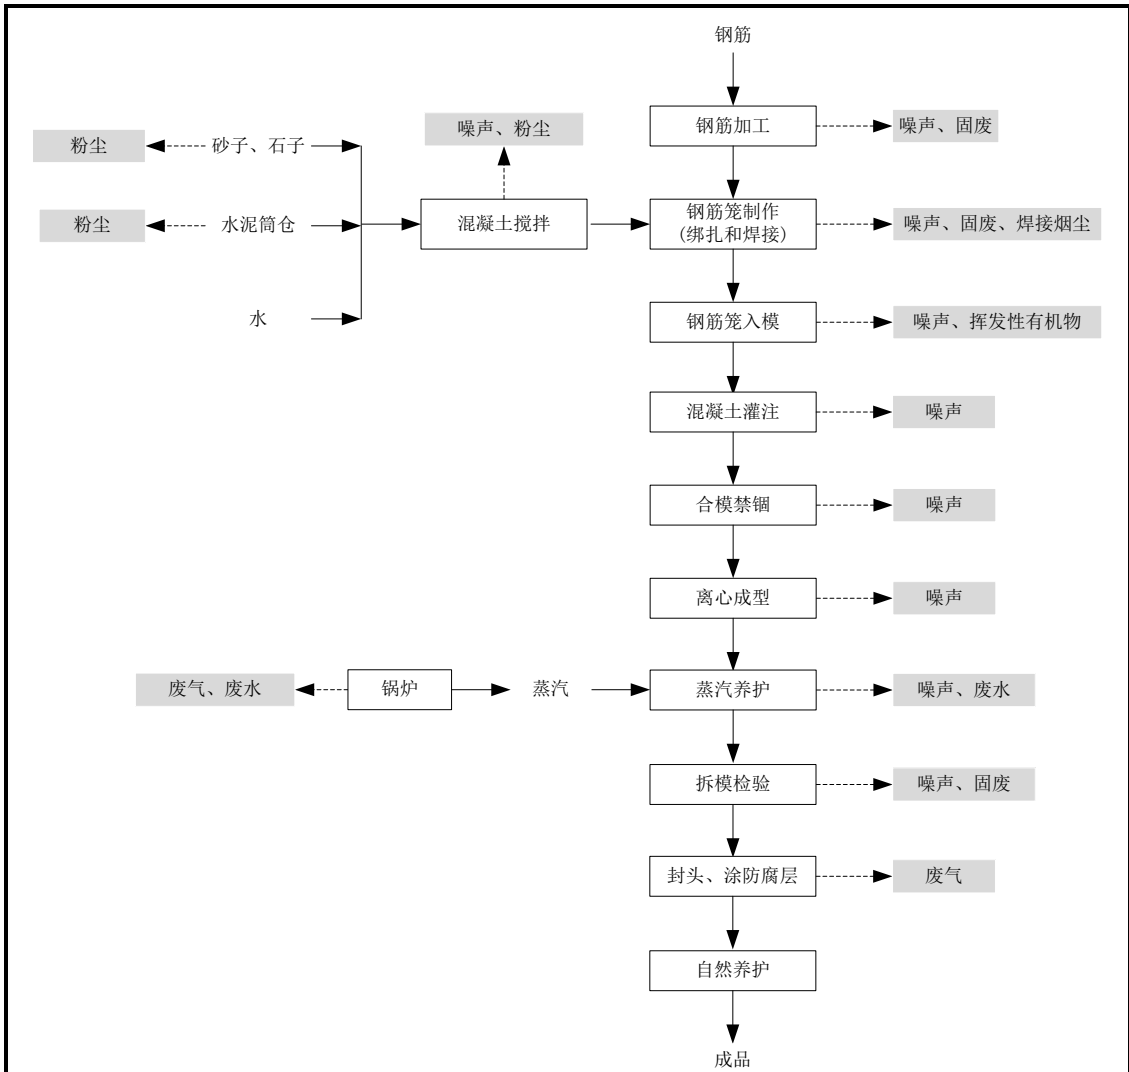 钢筋
钢筋加工
噪声、固废
噪声、粉尘
粉尘
砂子、石子
粉尘
水泥筒仓
混凝土搅拌
钢筋笼制作
(绑扎和焊接)
噪声、固废、焊接烟尘
水
钢筋笼入模
噪声、挥发性有机物
混凝土灌注
噪声
合模禁锢
噪声
离心成型
噪声
废气、废水
锅炉
蒸汽
蒸汽养护
噪声、废水
拆模检验
噪声、固废
封头、涂防腐层
废气
自然养护
成品